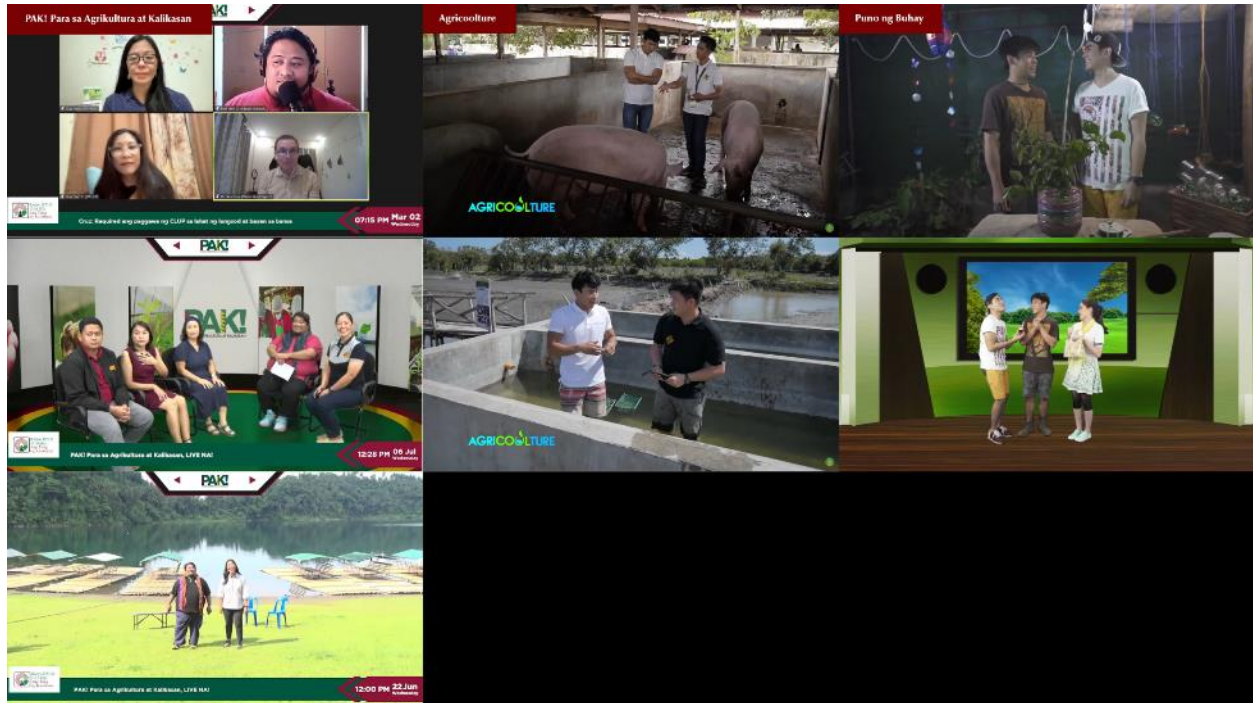 PAK! Para sa Agrikultura at Kalikasan
AK!
Cruz: Required ang paggawa ng CLUP sa lahat ng lungsod at bayan sa bansa
07:15 PM Mar 02
Wednesday
Agricoolture
AGRICOOLTURE
Puno ng Buhay
PAK!
PAK!
PAK! Para sa Agrikultura at Kalikasan, LIVE NA!
12:28 PM 06 Jul
Wednesday
AGRICOOLTURE
PAK!
PAK! Para sa Agrikultura at Kalikasan, LIVE NA!
12:00 PM 22 Jun
Wednesday